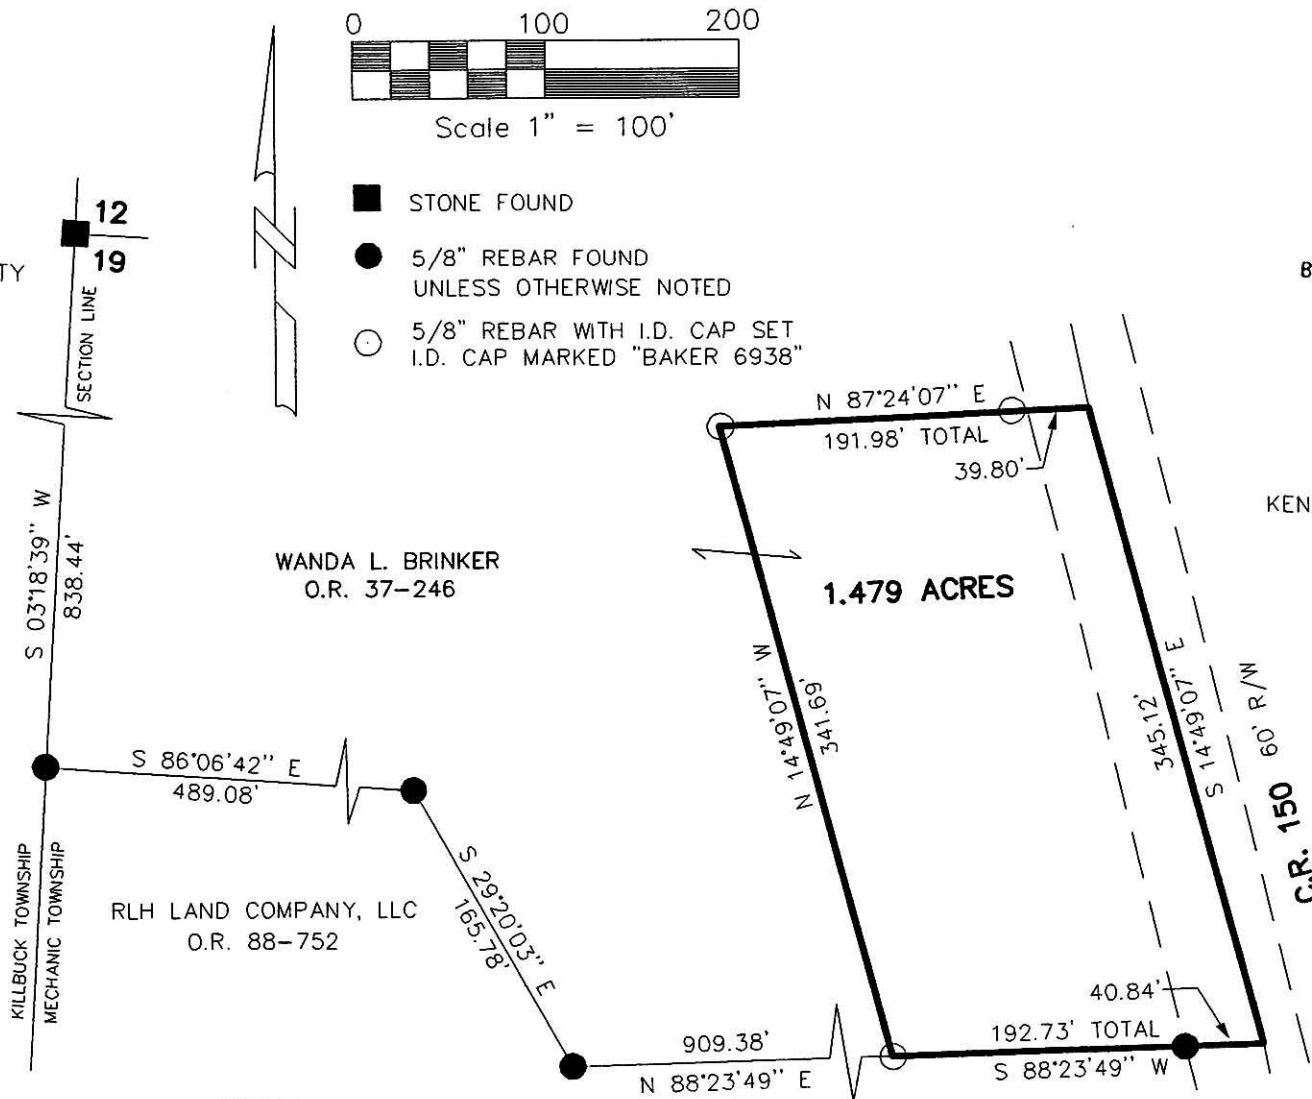 0 100 200
Scale 1" = 100'
STONE FOUND
5/8" REBAR FOUND
UNLESS OTHERWISE NOTED
5/8" REBAR WITH I.D. CAP SET
I.D. CAP MARKED "BAKER 6938"
12
19
TY
SECTION LINE
B
N 87°24'07" E
191.98' TOTAL
39.80'
KEN
S 03°18'39" W
838.44'
WANDA L. BRINKER
O.R. 37-246
1.479 ACRES
N 14°49'07" W
341.69'
345.12'
S 14°49'07" E
60' R/W
C.R. 150
S 86°06'42" E
489.08'
S 29°20'03" E
165.78'
KILLBUCK TOWNSHIP
MECHANIC TOWNSHIP
RLH LAND COMPANY, LLC
O.R. 88-752
40.84'
909.38'
N 88°23'49" E
192.73' TOTAL
S 88°23'49" W